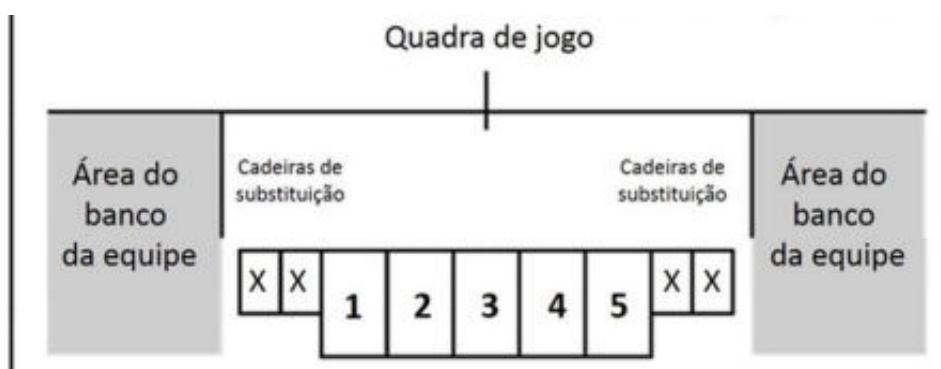 Quadra de jogo
Área do
banco
da equipe
Cadeiras de
substituição
Cadeiras de
substituição
Área do
banco
da equipe
X X 1 2 3 4 5 X X